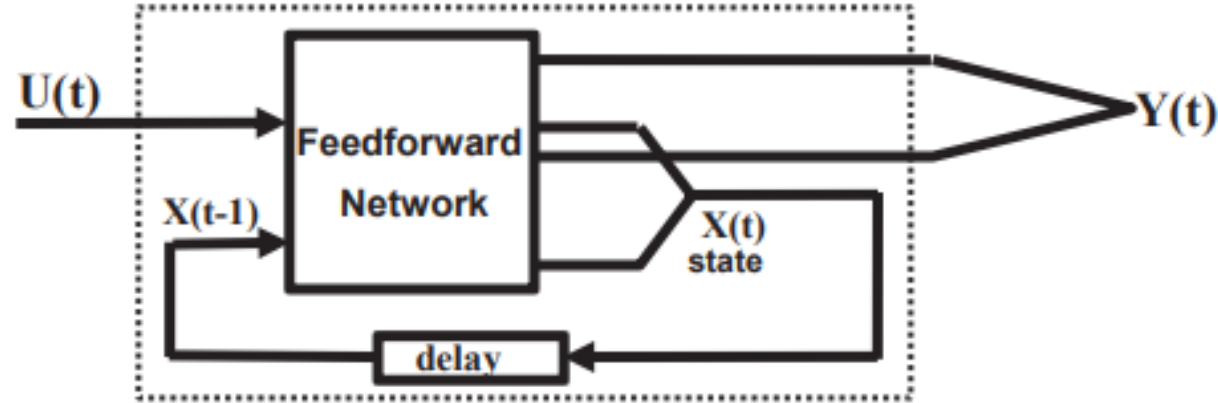 U(t)
Feedforward
Network
Y(t)
X(t-1)
X(t)
state
delay